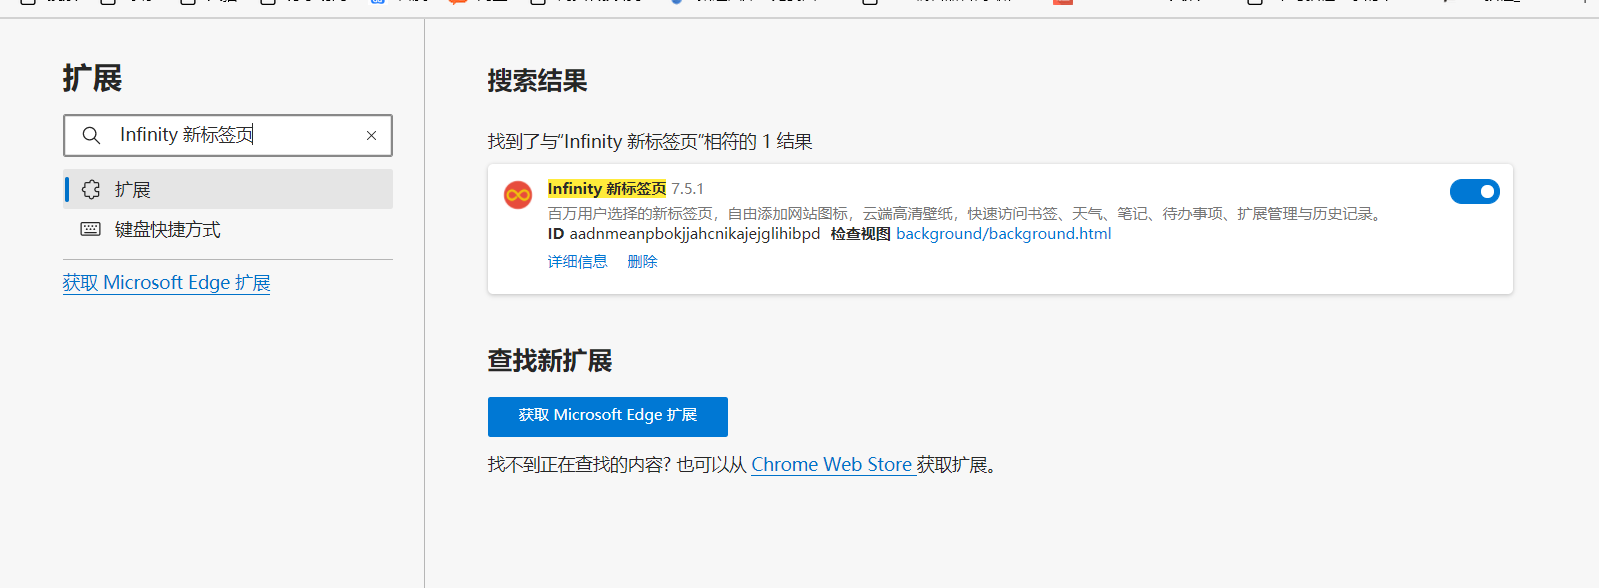 扩展
Infinity 新标签页
扩展
键盘快捷方式
获取 Microsoft Edge 扩展
搜索结果
找到了与“Infinity 新标签页”相符的 1 结果
Infinity 新标签页 7.5.1
百万用户选择的新标签页，自由添加网站图标，云端高清壁纸，快速访问书签、天气、笔记、待办事项、扩展管理与历史记录。
ID aadnmeanpbokjjahcnikajejglihibpd 检查视图 background/background.html
详细信息 删除
查找新扩展
获取 Microsoft Edge 扩展
找不到正在查找的内容? 也可以从 Chrome Web Store 获取扩展。